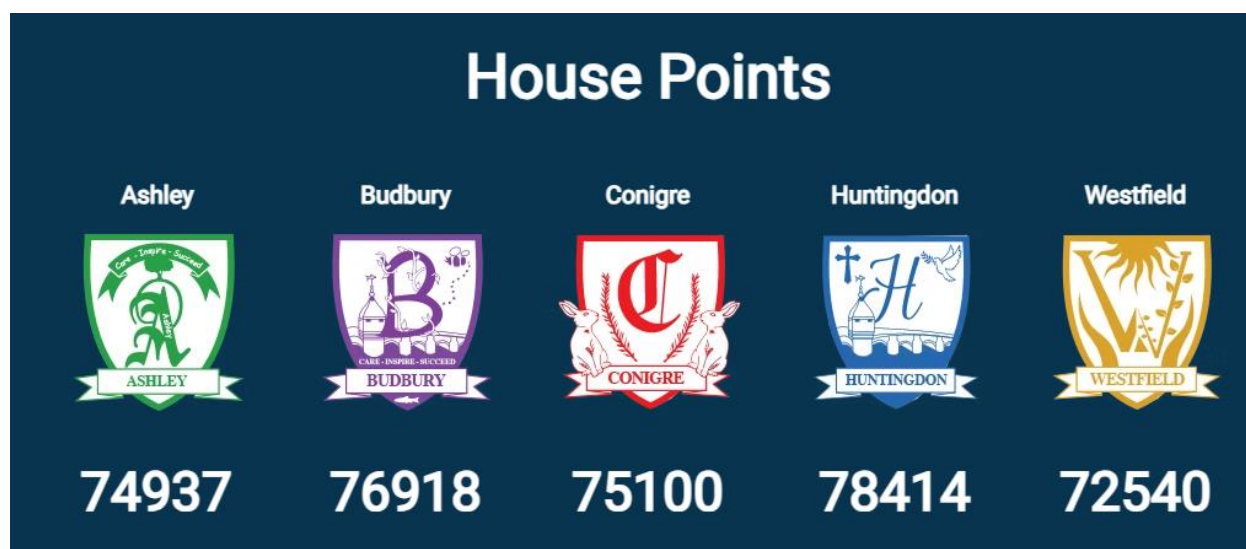 House Points
Ashley
Budbury
Conigre
Huntingdon
Westfield
Care - Inspire - Succeed
Ashley
ASHLEY
B
CARE - INSPIRE - SUCCEED
BUDBURY
C
CONIGRE
H
HUNTINGDON
W
WESTFIELD
74937
76918
75100
78414
72540